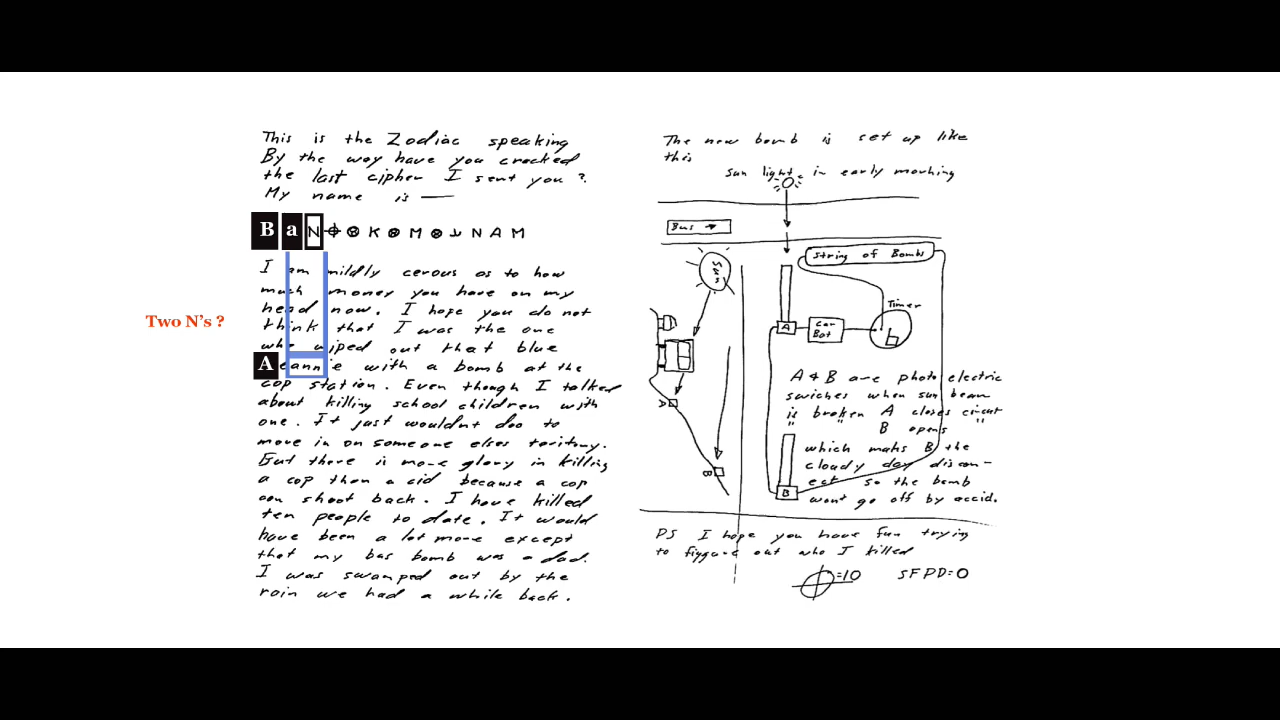 This is the Zodiac speaking
By the way have you cracked
the last cipher I sent you ?
My name is —
B a N ⌖ ⊗ K ⊗ M ⊗ ⫝ N A M
I am mildly cerous as to how
much money you have on my
head now. I hope you do not
think that I was the one
who wiped out that blue
Two N's ?
A eannie with a bomb at the
cop station. Even though I talked
about killing school children with
one. It just wouldnt doo to
move in on someone elses teritory.
But there is more glory in killing
a cop than a cid because a cop
can shoot back. I have killed
ten people to date. It would
have been a lot more except
that my bas bomb was a dad.
I was swamped out by the
rain we had a while back.
The new bomb is set up like
this
sun light in early morning
Bus
Sun
String of Bombs
Timer
A
Car Bat
A
B
B
A & B are photo electric
swiches when sun beam
is broken A closes circut
" " B opens
which maks B the
cloady day discon-
ect so the bomb
wont go off by accid.
PS I hope you have fun trying
to figgure out who I killed
⌖ =10 SFPD=0